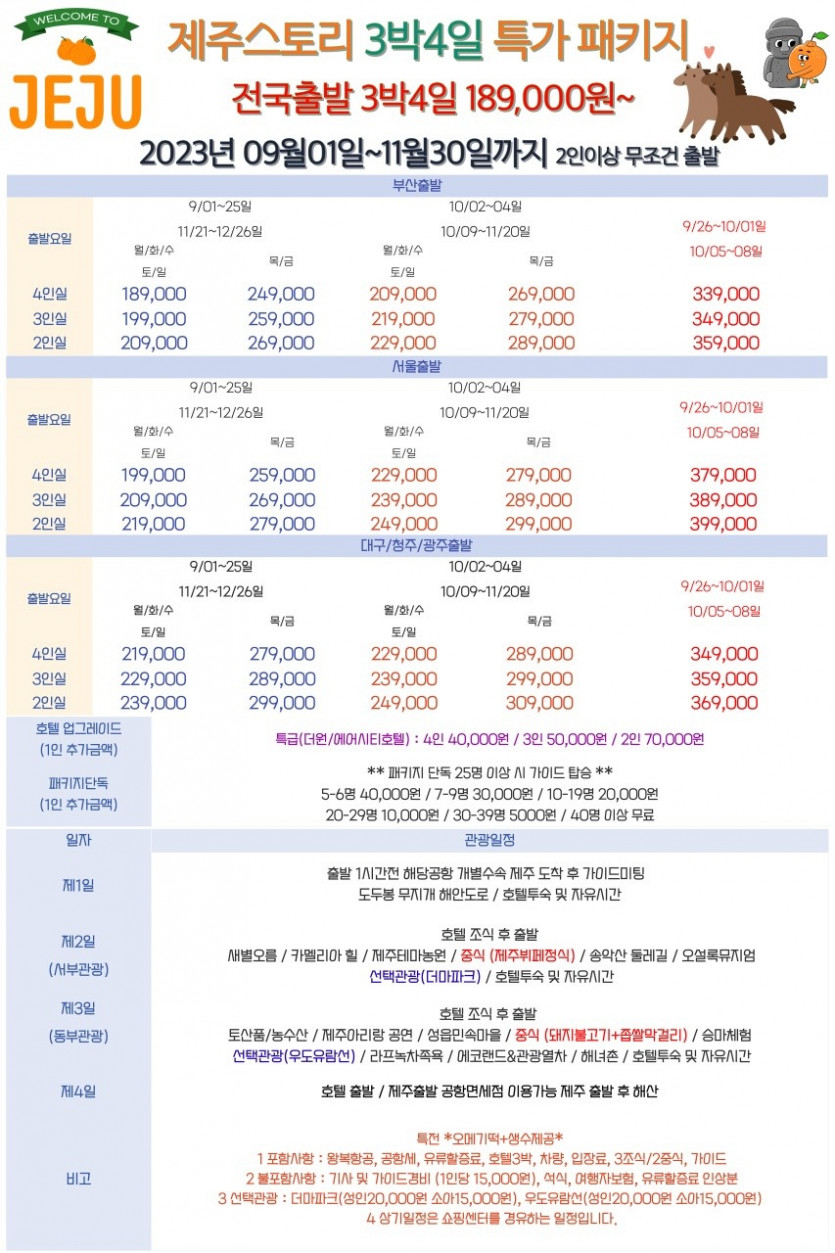 WELCOME TO
JEJU
제주스토리 3박4일 특가 패키지
전국출발 3박4일 189,000원~
2023년 09월01일~11월30일까지 2인이상 무조건 출발
부산출발
출발요일
9/01~25일 10/02~04일
11/21~12/26일 10/09~11/20일
9/26~10/01일
10/05~08일
월/화/수 목/금 월/화/수 목/금
토/일 토/일
4인실 189,000 249,000 209,000 269,000 339,000
3인실 199,000 259,000 219,000 279,000 349,000
2인실 209,000 269,000 229,000 289,000 359,000
서울출발
출발요일
9/01~25일 10/02~04일
11/21~12/26일 10/09~11/20일
9/26~10/01일
10/05~08일
월/화/수 목/금 월/화/수 목/금
토/일 토/일
4인실 199,000 259,000 229,000 279,000 379,000
3인실 209,000 269,000 239,000 289,000 389,000
2인실 219,000 279,000 249,000 299,000 399,000
대구/청주/광주출발
출발요일
9/01~25일 10/02~04일
11/21~12/26일 10/09~11/20일
9/26~10/01일
10/05~08일
월/화/수 목/금 월/화/수 목/금
토/일 토/일
4인실 219,000 279,000 229,000 289,000 349,000
3인실 229,000 289,000 239,000 299,000 359,000
2인실 239,000 299,000 249,000 309,000 369,000
호텔 업그레이드
(1인 추가금액)
특급(더원/에어시티호텔) : 4인 40,000원 / 3인 50,000원 / 2인 70,000원
패키지단독
(1인 추가금액)
** 패키지 단독 25명 이상 시 가이드 탑승 **
5-6명 40,000원 / 7-9명 30,000원 / 10-19명 20,000원
20-29명 10,000원 / 30-39명 5000원 / 40명 이상 무료
일자 관광일정
제1일
출발 1시간전 해당공항 개별수속 제주 도착 후 가이드미팅
도두봉 무지개 해안도로 / 호텔투숙 및 자유시간
제2일
(서부관광)
호텔 조식 후 출발
새별오름 / 카멜리아 힐 / 제주테마농원 / 중식 (제주뷔페정식) / 송악산 둘레길 / 오설록뮤지엄
선택관광(더마파크) / 호텔투숙 및 자유시간
제3일
(동부관광)
호텔 조식 후 출발
토산품/농수산 / 제주아리랑 공연 / 성읍민속마을 / 중식 (돼지불고기+좁쌀막걸리) / 승마체험
선택관광(우도유람선) / 라프녹차족욕 / 에코랜드&관광열차 / 해녀촌 / 호텔투숙 및 자유시간
제4일
호텔 출발 / 제주출발 공항면세점 이용가능 제주 출발 후 해산
비고
특전 *오메기떡+생수제공*
1 포함사항 : 왕복항공, 공항세, 유류할증료, 호텔3박, 차량, 입장료, 3조식/2중식, 가이드
2 불포함사항 : 기사 및 가이드경비 (1인당 15,000원), 석식, 여행자보험, 유류할증료 인상분
3 선택관광 : 더마파크(성인20,000원 소아15,000원), 우도유람선(성인20,000원 소아15,000원)
4 상기일정은 쇼핑센터를 경유하는 일정입니다.